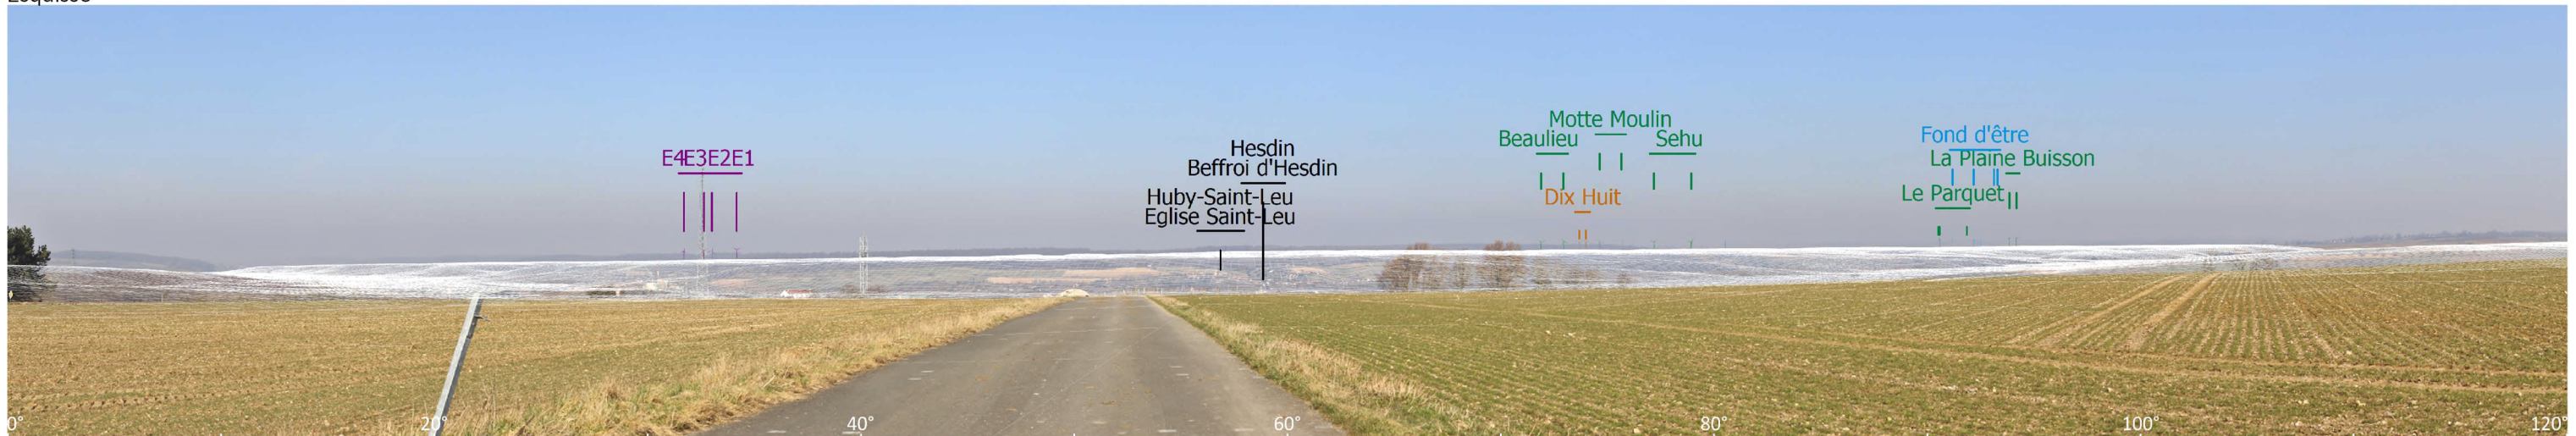 E4E3E2E1
Hesdin
Beffroi d'Hesdin
Huby-Saint-Leu
Eglise Saint-Leu
Motte Moulin
Beaulieu
Sehu
Dix Huit
Fond d'être
La Plaine Buisson
Le Parquet
0° 20° 40° 60° 80° 100° 120°